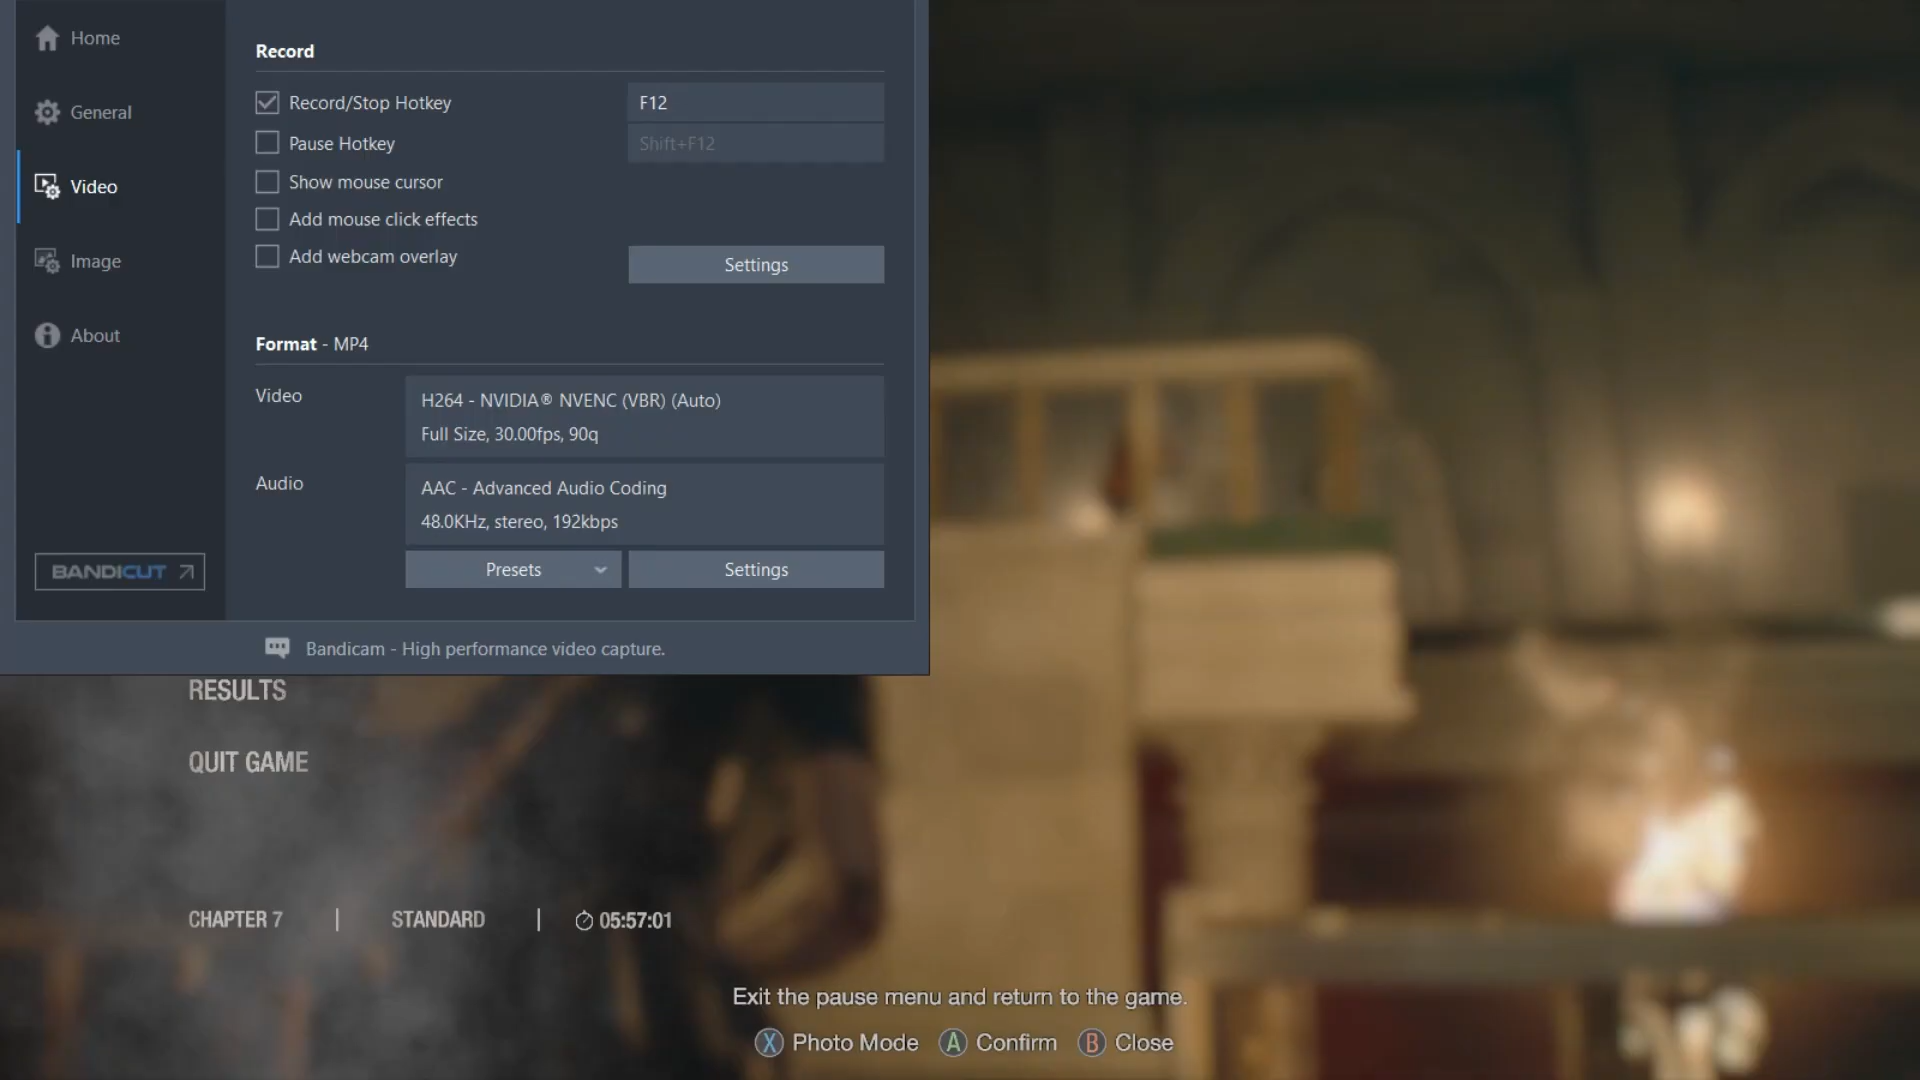 Home
General
Video
Image
About
BANDICUT
Record
Record/Stop Hotkey F12
Pause Hotkey Shift+F12
Show mouse cursor
Add mouse click effects
Add webcam overlay Settings
Format - MP4
Video H264 - NVIDIA® NVENC (VBR) (Auto)
Full Size, 30.00fps, 90q
Audio AAC - Advanced Audio Coding
48.0KHz, stereo, 192kbps
Presets Settings
Bandicam - High performance video capture.
RESULTS
QUIT GAME
CHAPTER 7 | STANDARD | 05:57:01
Exit the pause menu and return to the game.
X Photo Mode A Confirm B Close